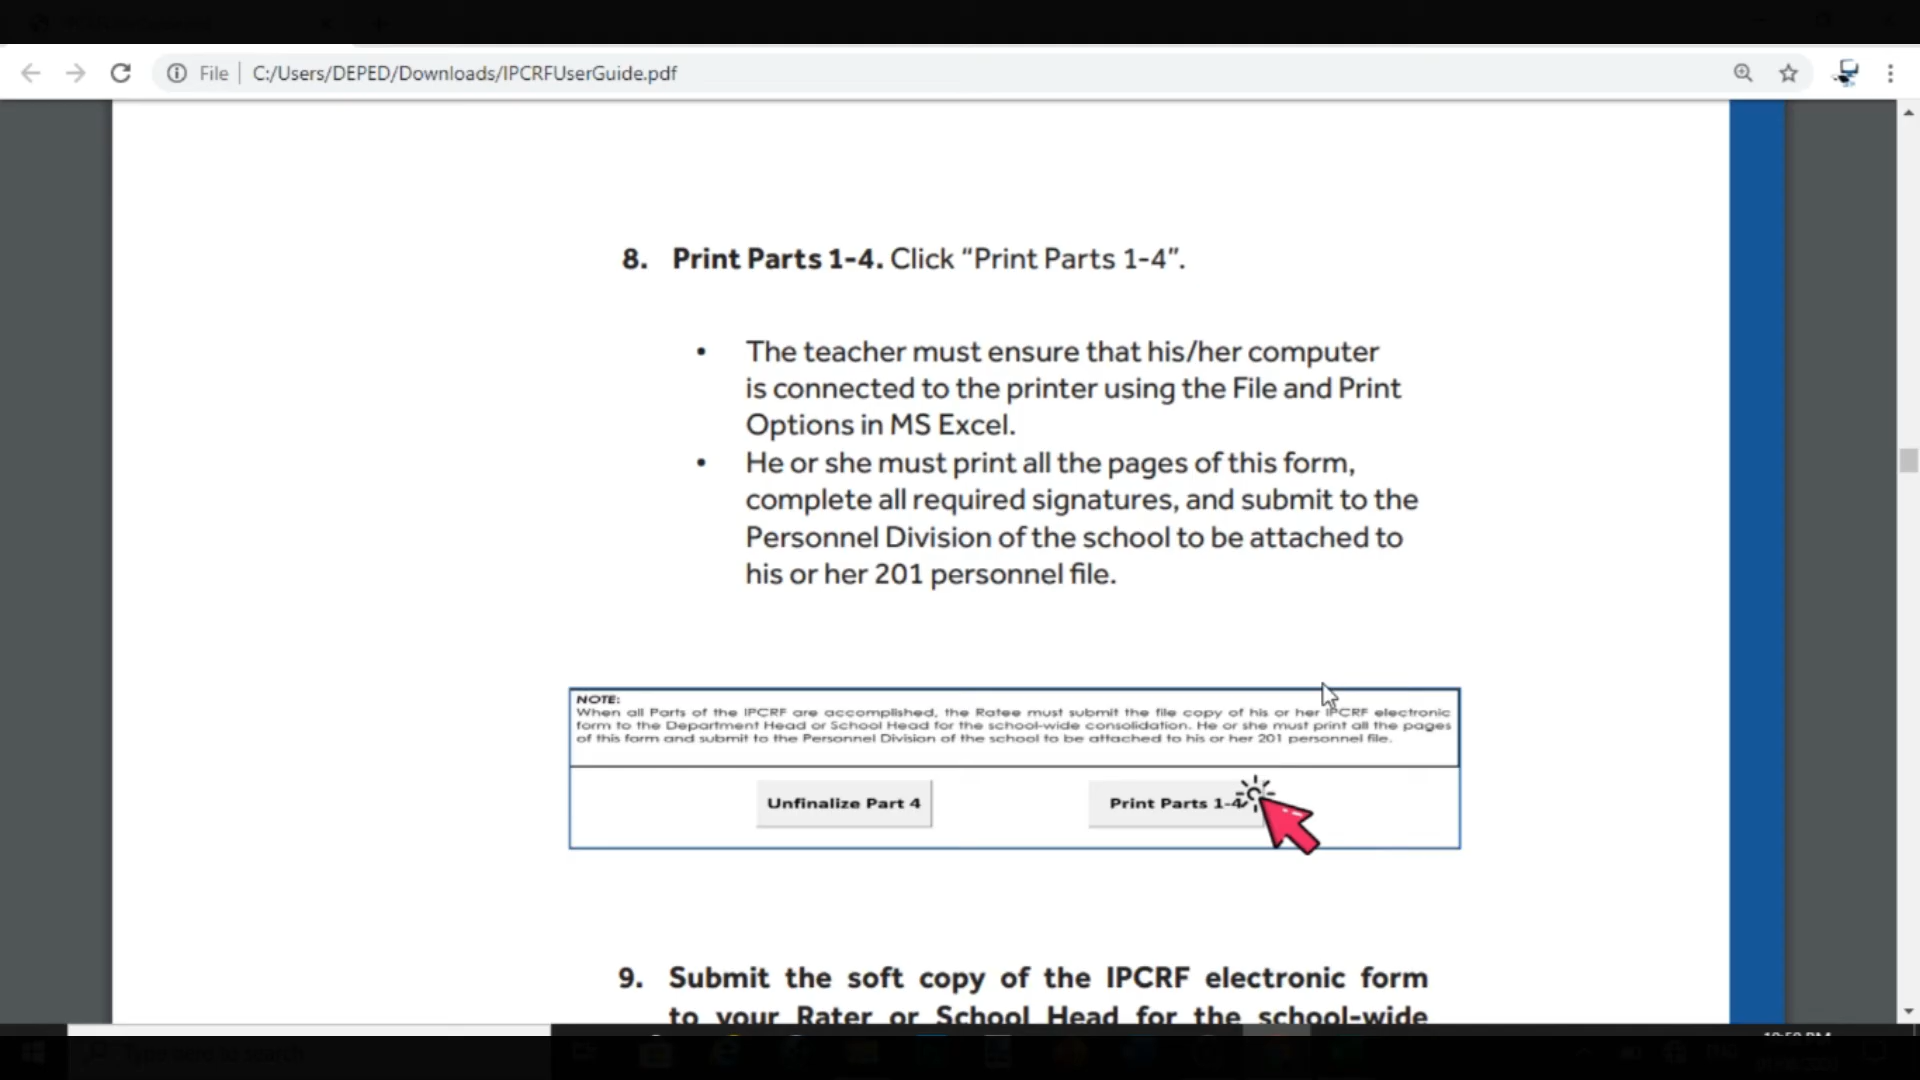 File C:/Users/DEPED/Downloads/IPCRFUserGuide.pdf
8. Print Parts 1-4. Click “Print Parts 1-4”.
• The teacher must ensure that his/her computer
is connected to the printer using the File and Print
Options in MS Excel.
• He or she must print all the pages of this form,
complete all required signatures, and submit to the
Personnel Division of the school to be attached to
his or her 201 personnel file.
NOTE:
When all Parts of the IPCRF are accomplished, the Ratee must submit the file copy of his or her IPCRF electronic
form to the Department Head or School Head for the school-wide consolidation. He or she must print all the pages
of this form and submit to the Personnel Division of the school to be attached to his or her 201 personnel file.
Unfinalize Part 4
Print Parts 1-4
9. Submit the soft copy of the IPCRF electronic form
to your Rater or School Head for the school-wide
Type here to search